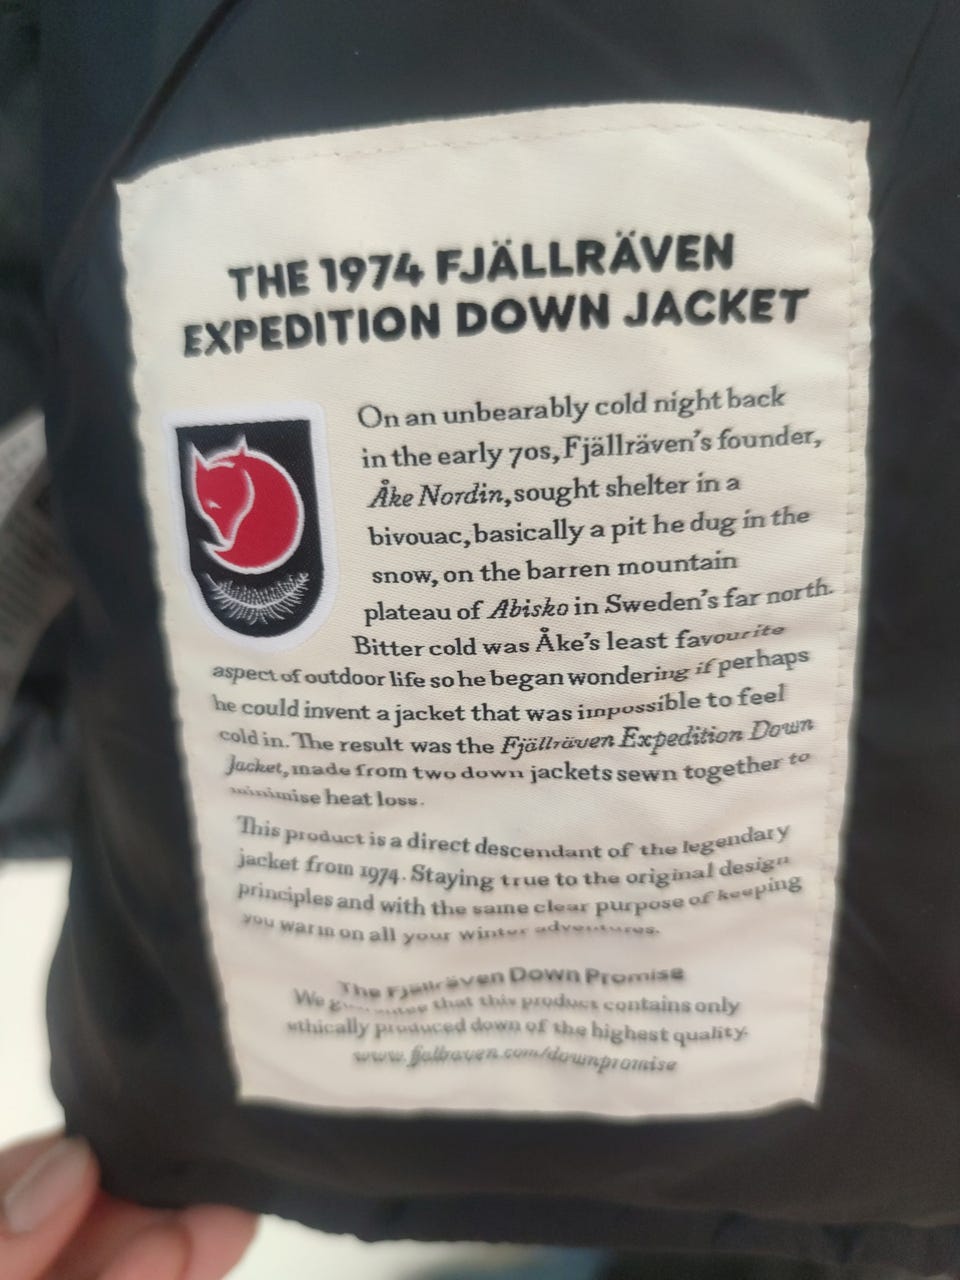 THE 1974 FJÄLLRÄVEN
EXPEDITION DOWN JACKET
On an unbearably cold night back
in the early 70s, Fjällräven's founder,
Åke Nordin, sought shelter in a
bivouac, basically a pit he dug in the
snow, on the barren mountain
plateau of Abisko in Sweden's far north.
Bitter cold was Åke's least favourite
aspect of outdoor life so he began wondering if perhaps
he could invent a jacket that was impossible to feel
cold in. The result was the Fjällräven Expedition Down
Jacket, made from two down jackets sewn together to
minimise heat loss.
This product is a direct descendant of the legendary
jacket from 1974. Staying true to the original design
principles and with the same clear purpose of keeping
you warm on all your winter adventures.
The Fjällräven Down Promise
We guarantee that this product contains only
ethically produced down of the highest quality.
www.fjallraven.com/downpromise